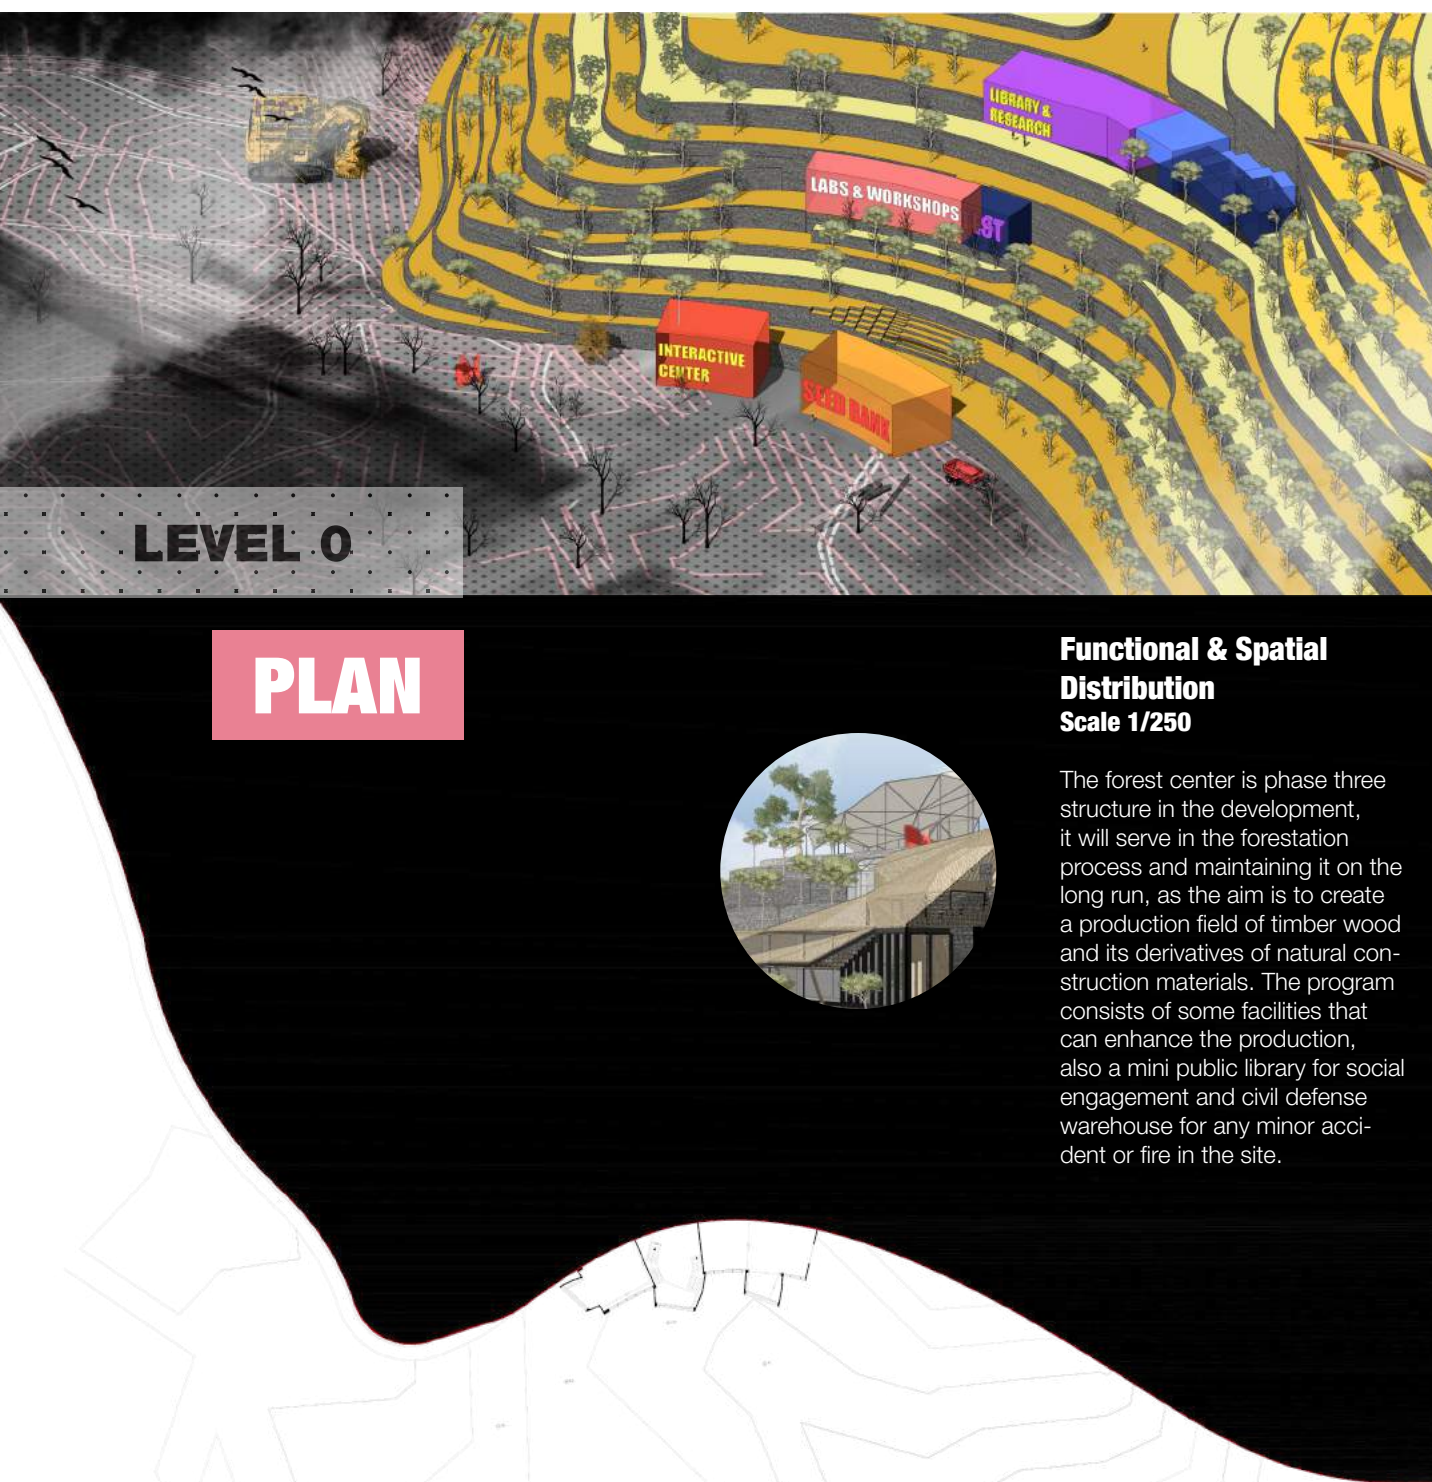 LIBRARY &
RESEARCH
LABS & WORKSHOPS
INTERACTIVE
CENTER
SEED BANK
LEVEL 0
PLAN
Functional & Spatial
Distribution
Scale 1/250
The forest center is phase three
structure in the development,
it will serve in the forestation
process and maintaining it on the
long run, as the aim is to create
a production field of timber wood
and its derivatives of natural con-
struction materials. The program
consists of some facilities that
can enhance the production,
also a mini public library for social
engagement and civil defense
warehouse for any minor acci-
dent or fire in the site.